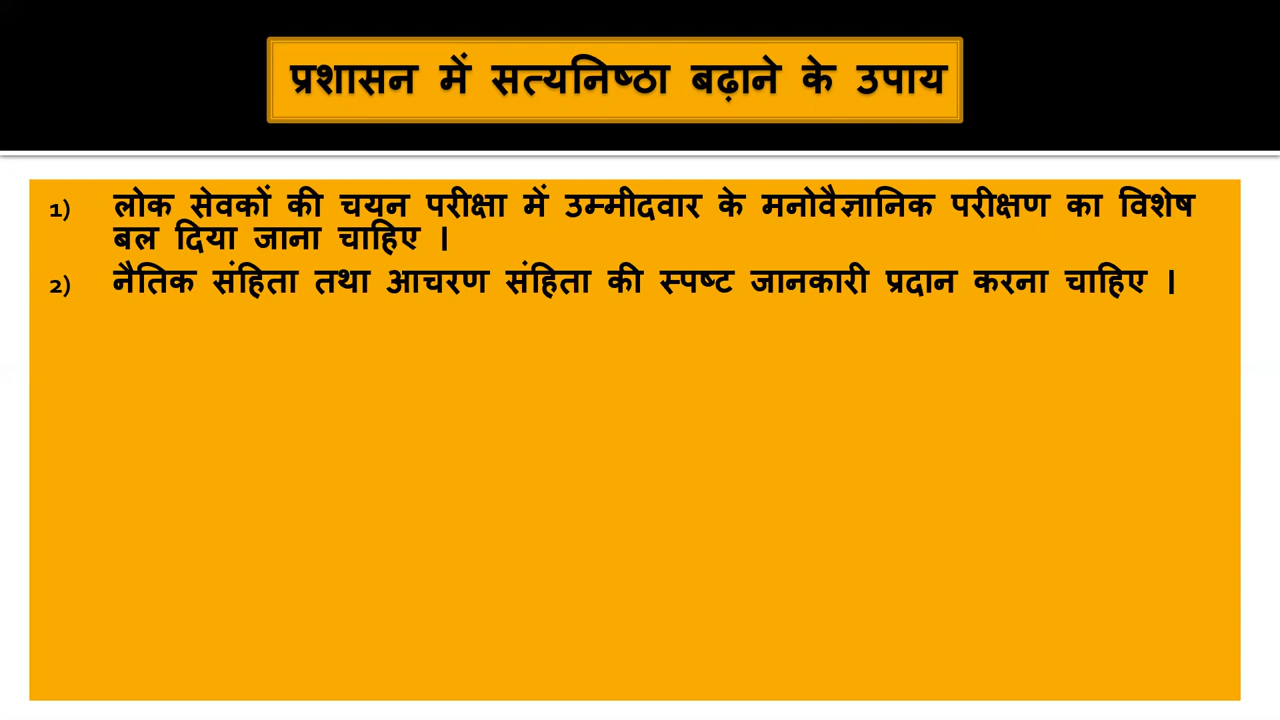 प्रशासन में सत्यनिष्ठा बढ़ाने के उपाय
1) लोक सेवकों की चयन परीक्षा में उम्मीदवार के मनोवैज्ञानिक परीक्षण का विशेष
बल दिया जाना चाहिए ।
2) नैतिक संहिता तथा आचरण संहिता की स्पष्ट जानकारी प्रदान करना चाहिए ।